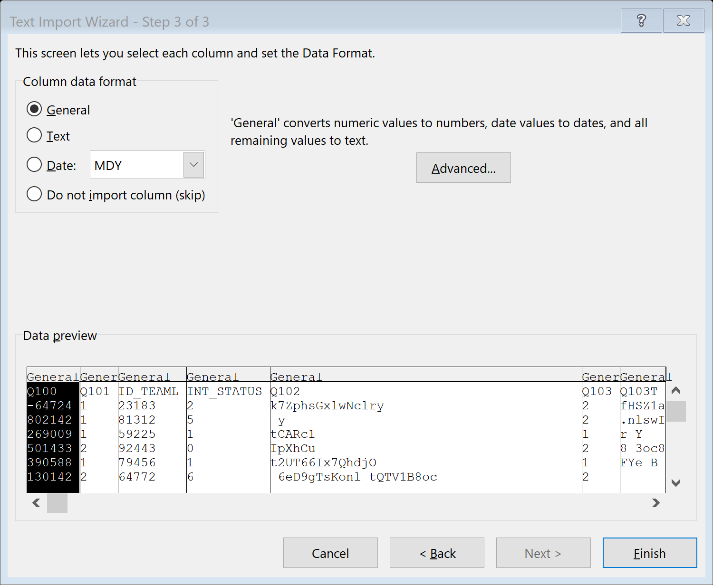 Text Import Wizard - Step 3 of 3
?
This screen lets you select each column and set the Data Format.
Column data format
General
Text
Date: MDY
Do not import column (skip)
'General' converts numeric values to numbers, date values to dates, and all
remaining values to text.
Advanced...
Data preview
General Gener General General General Gener General
Q100 Q101 ID_TEAML INT_STATUS Q102 Q103 Q103T
-64724 1 23183 2 k7ZphsGxlwNclry 2 fHSZ1a
802142 1 81312 5 y 2 .nlswI
269009 1 59225 1 tCARcl 1 r Y
501433 2 92443 0 IpXhCu 2 8 3oc8
390588 1 79456 1 t2UT66Ix7QhdjO 1 FYe B
130142 2 64772 6 6eD9gTsKonl tQTV1B8oc 2
Cancel < Back Next > Finish